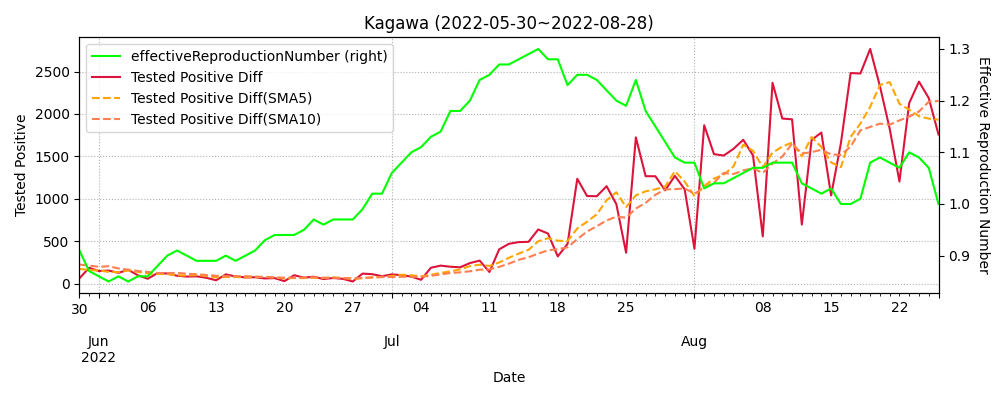 Kagawa (2022-05-30~2022-08-28)
effectiveReproductionNumber (right)
Tested Positive Diff
Tested Positive Diff(SMA5)
Tested Positive Diff(SMA10)
Tested Positive
2500
2000
1500
1000
500
0
1.3
1.2
1.1
1.0
0.9
Effective Reproduction Number
30 06 13 20 27 04 11 18 25 08 15 22
Jun Jul Aug
2022
Date